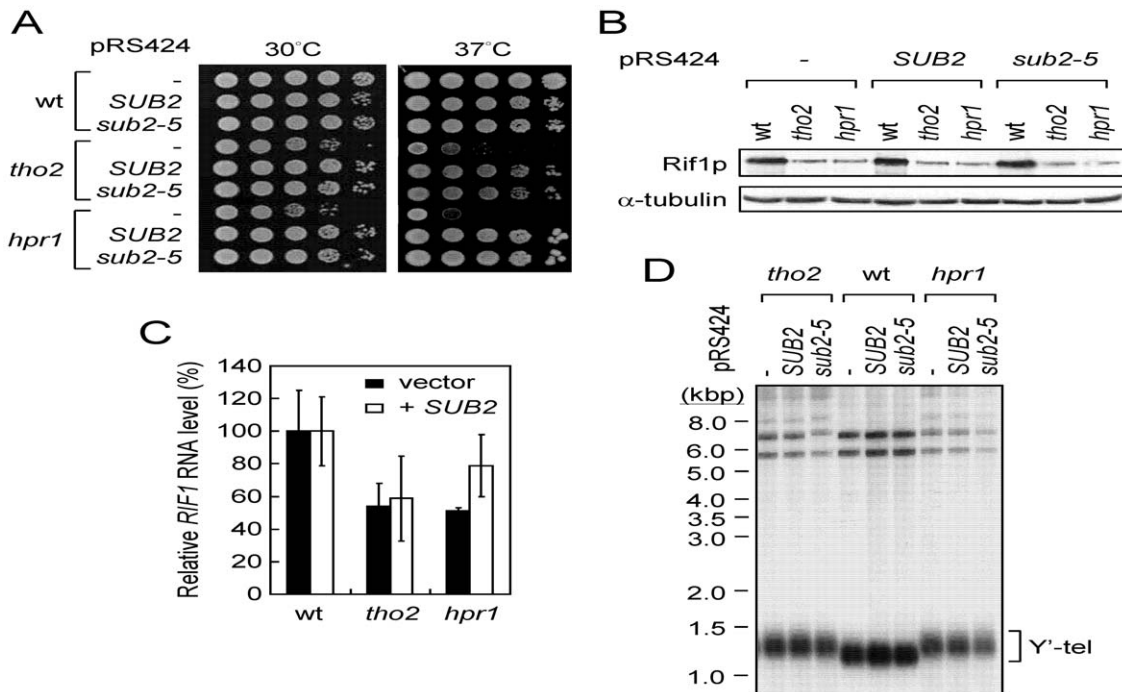 A
pRS424
30°C
37°C
wt
-
SUB2
sub2-5
tho2
-
SUB2
sub2-5
hpr1
-
SUB2
sub2-5
B
pRS424
-
SUB2
sub2-5
wt
tho2
hpr1
wt
tho2
hpr1
wt
tho2
hpr1
Rif1p
α-tubulin
C
Relative RIF1 RNA level (%)
140
120
100
80
60
40
20
0
vector
+ SUB2
wt
tho2
hpr1
D
tho2
wt
hpr1
pRS424
-
SUB2
sub2-5
-
SUB2
sub2-5
-
SUB2
sub2-5
(kbp)
8.0
6.0
5.0
4.0
3.5
3.0
2.0
1.5
1.0
Y'-tel